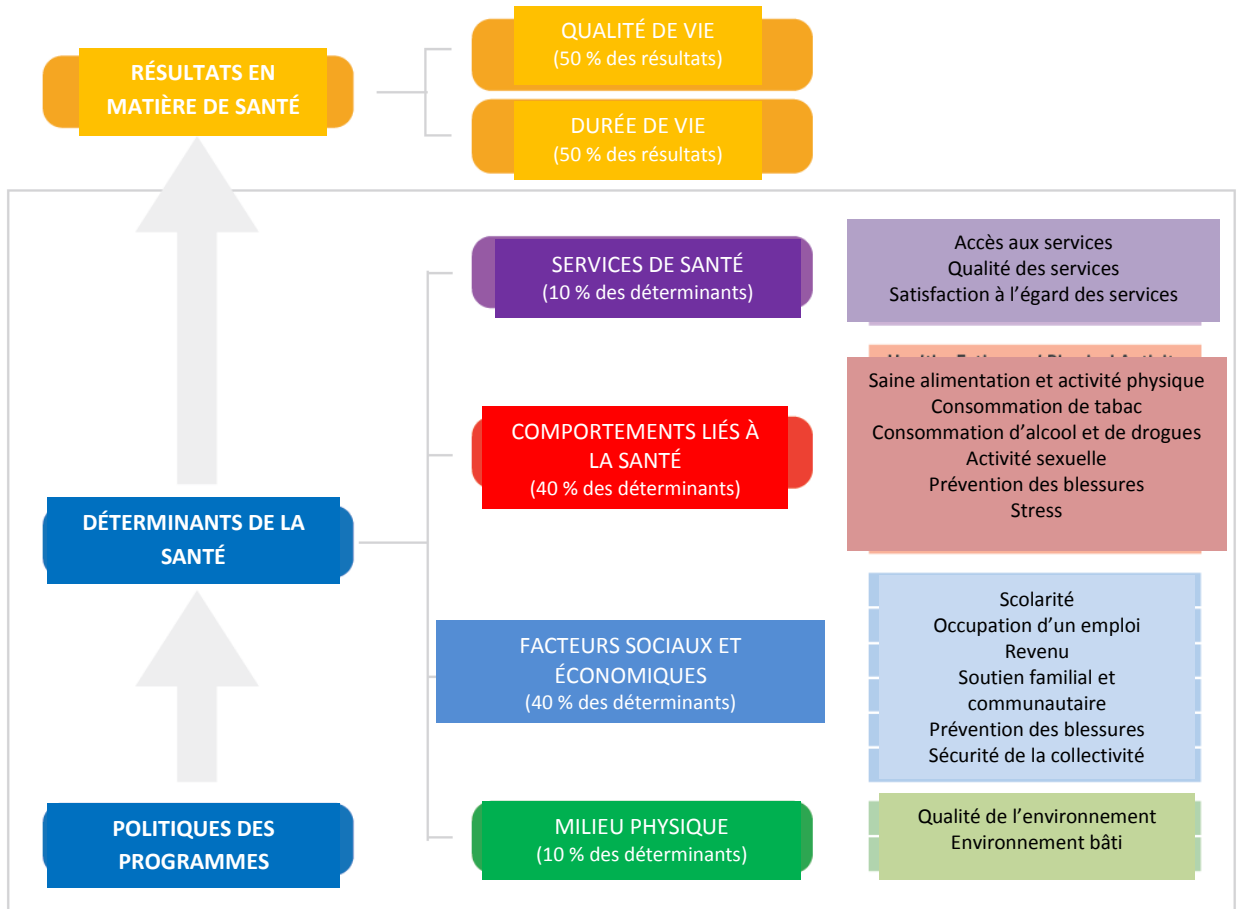 QUALITÉ DE VIE
(50 % des résultats)
RÉSULTATS EN
MATIÈRE DE SANTÉ
DURÉE DE VIE
(50 % des résultats)
SERVICES DE SANTÉ
(10 % des déterminants)
Accès aux services
Qualité des services
Satisfaction à l'égard des services
COMPORTEMENTS LIÉS À
LA SANTÉ
(40 % des déterminants)
Saine alimentation et activité physique
Consommation de tabac
Consommation d'alcool et de drogues
Activité sexuelle
Prévention des blessures
Stress
DÉTERMINANTS DE LA
SANTÉ
FACTEURS SOCIAUX ET
ÉCONOMIQUES
(40 % des déterminants)
Scolarité
Occupation d'un emploi
Revenu
Soutien familial et
communautaire
Prévention des blessures
Sécurité de la collectivité
POLITIQUES DES
PROGRAMMES
MILIEU PHYSIQUE
(10 % des déterminants)
Qualité de l'environnement
Environnement bâti